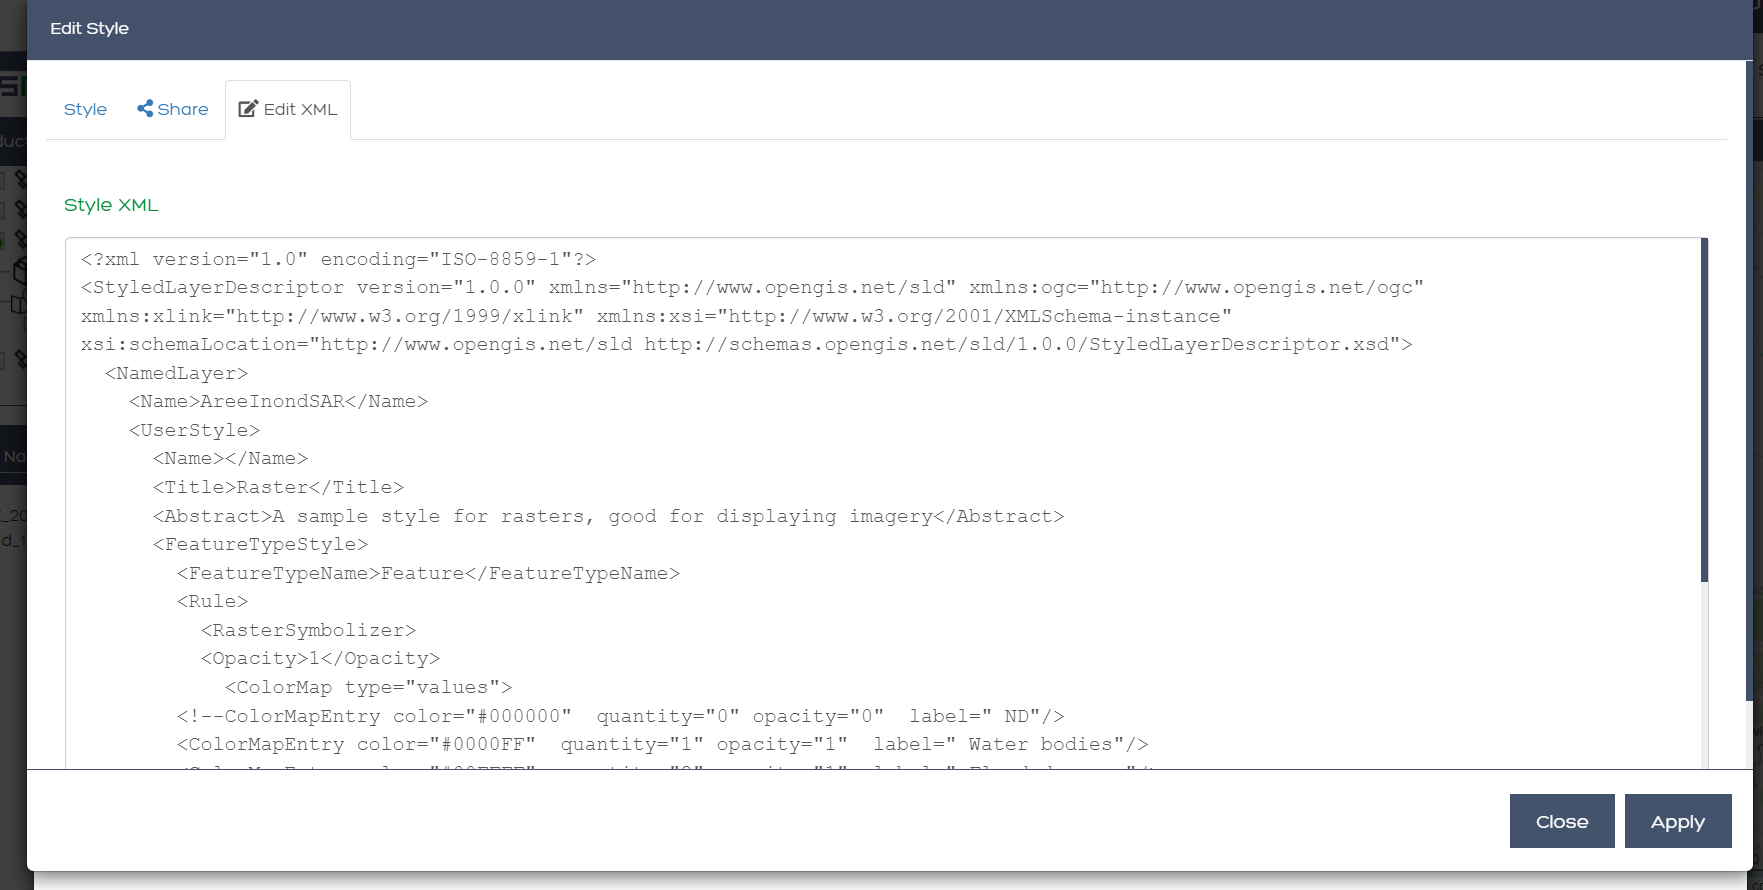 Edit Style
Style
Share
Edit XML
Style XML
<?xml version="1.0" encoding="ISO-8859-1"?>
<StyledLayerDescriptor version="1.0.0" xmlns="http://www.opengis.net/sld" xmlns:ogc="http://www.opengis.net/ogc"
xmlns:xlink="http://www.w3.org/1999/xlink" xmlns:xsi="http://www.w3.org/2001/XMLSchema-instance"
xsi:schemaLocation="http://www.opengis.net/sld http://schemas.opengis.net/sld/1.0.0/StyledLayerDescriptor.xsd">
  <NamedLayer>
    <Name>AreeInondSAR</Name>
    <UserStyle>
      <Name></Name>
      <Title>Raster</Title>
      <Abstract>A sample style for rasters, good for displaying imagery</Abstract>
      <FeatureTypeStyle>
        <FeatureTypeName>Feature</FeatureTypeName>
        <Rule>
          <RasterSymbolizer>
          <Opacity>1</Opacity>
            <ColorMap type="values">
        <!--ColorMapEntry color="#000000"  quantity="0" opacity="0"  label=" ND"/>
        <ColorMapEntry color="#0000FF"  quantity="1" opacity="1"  label=" Water bodies"/>
Close
Apply